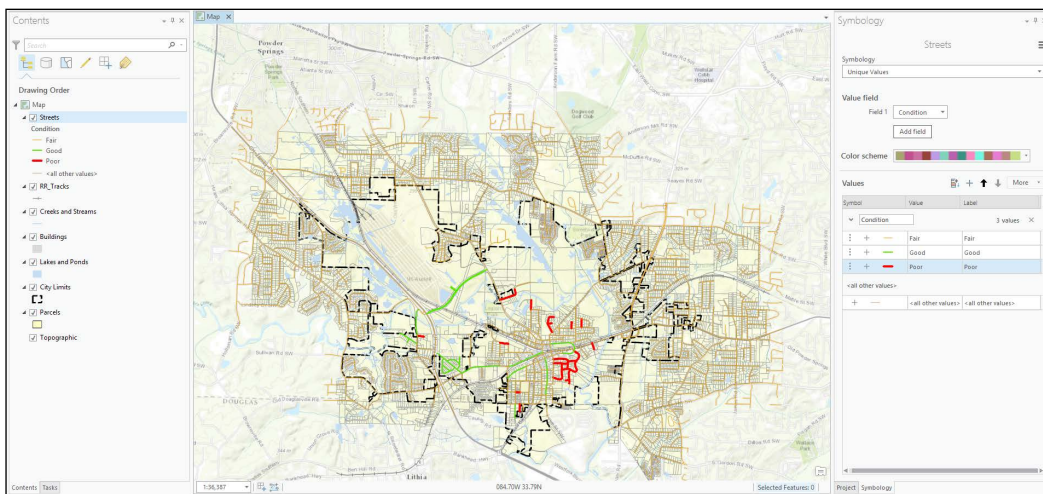 Contents
Search
Drawing Order
Map
Streets
Condition
Fair
Good
Poor
<all other values>
RR_Tracks
Creeks and Streams
Buildings
Lakes and Ponds
City Limits
Parcels
Topographic
Contents Tasks
Map
Powder
Springs
DOUGLAS
Lithia
1:36,387
084.70W 33.79N
Selected Features: 0
Symbology
Streets
Symbology
Unique Values
Value field
Field 1 Condition
Add field
Color scheme
Values More
Symbol Value Label
Condition 3 values
Fair Fair
Good Good
Poor Poor
<all other values>
<all other values> <all other values>
Project Symbology